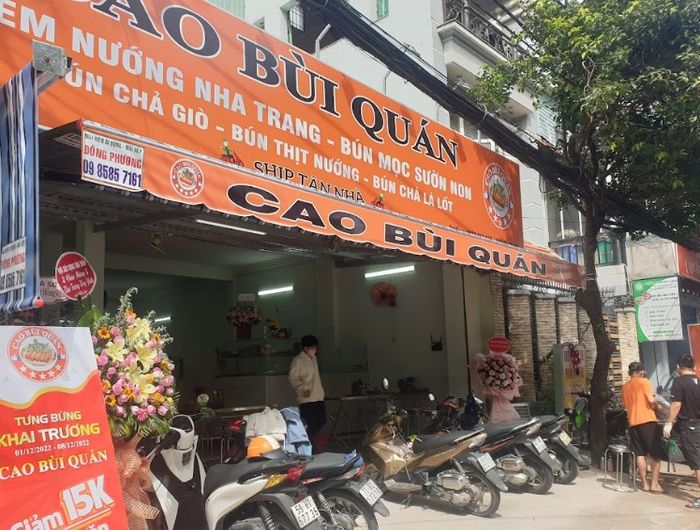 CAO BÙI QUÁN
NEM NƯỚNG NHA TRANG - BÚN MỌC SƯỜN NON
BÚN CHẢ GIÒ - BÚN THỊT NƯỚNG - BÚN CHẢ LÁ LỐT
SHIP TẬN NHÀ
ĐÔNG PHƯƠNG
09 8585 7161
CAO BÙI QUÁN
CAO BÙI QUÁN
TƯNG BỪNG
KHAI TRƯƠNG
01/12/2022 - 08/12/2022
CAO BÙI QUÁN
GIẢM 15K